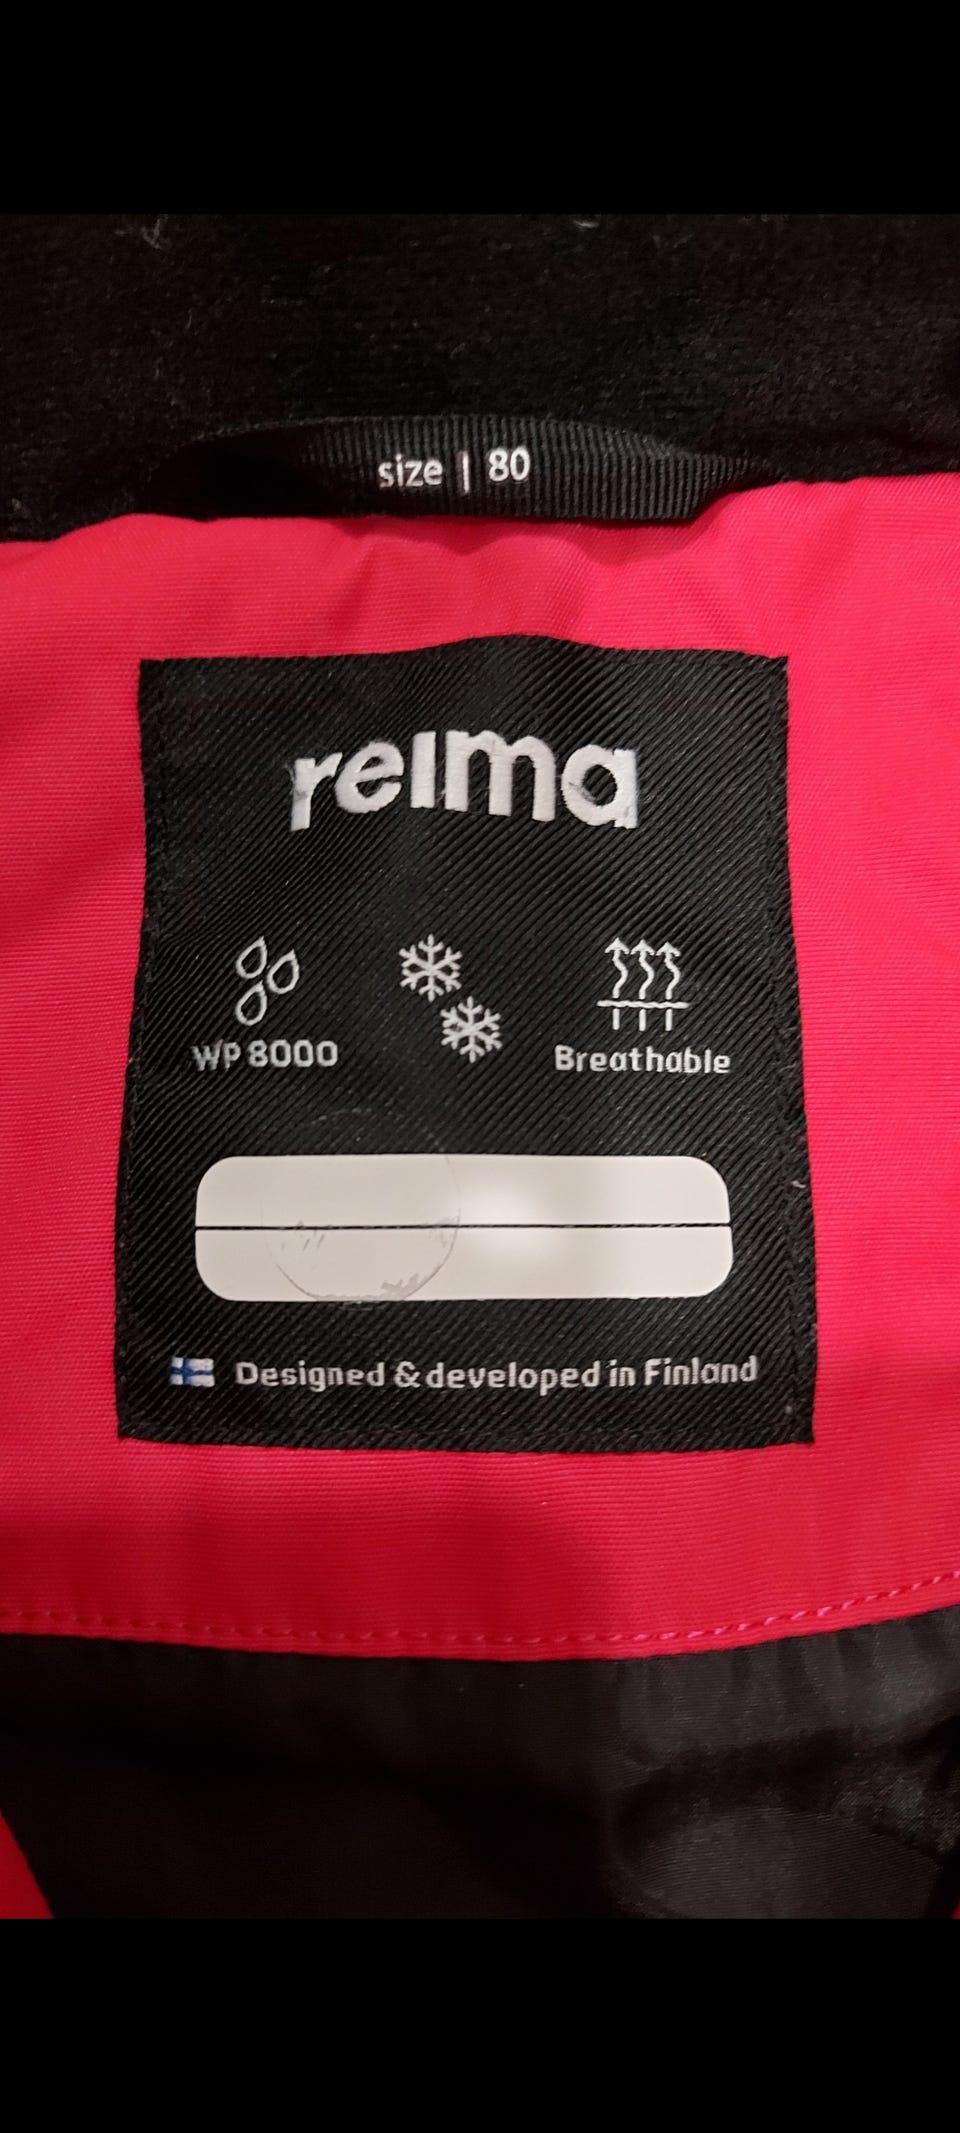 size | 80
reima
WP 8000
Breathable
Designed & developed in Finland